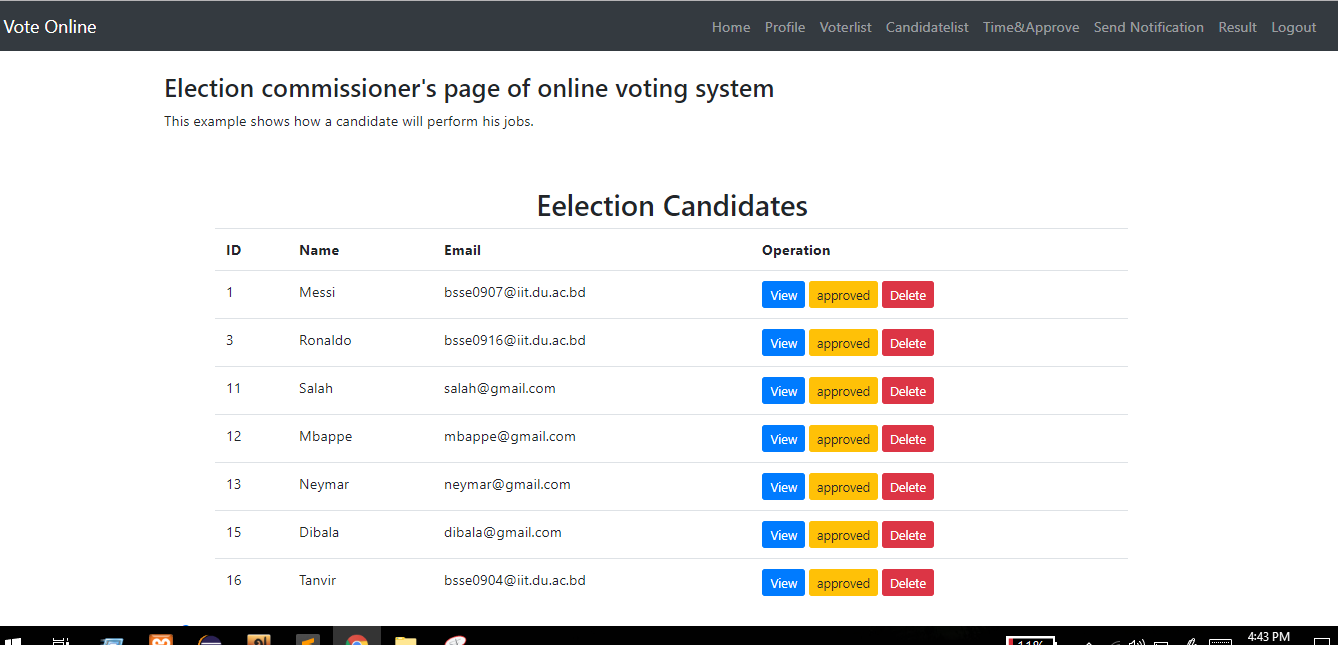 Vote Online Home Profile Voterlist Candidatelist Time&Approve Send Notification Result Logout
Election commissioner's page of online voting system
This example shows how a candidate will perform his jobs.
Eelection Candidates
ID Name Email Operation
1 Messi bsse0907@iit.du.ac.bd View approved Delete
3 Ronaldo bsse0916@iit.du.ac.bd View approved Delete
11 Salah salah@gmail.com View approved Delete
12 Mbappe mbappe@gmail.com View approved Delete
13 Neymar neymar@gmail.com View approved Delete
15 Dibala dibala@gmail.com View approved Delete
16 Tanvir bsse0904@iit.du.ac.bd View approved Delete
11% 4:43 PM